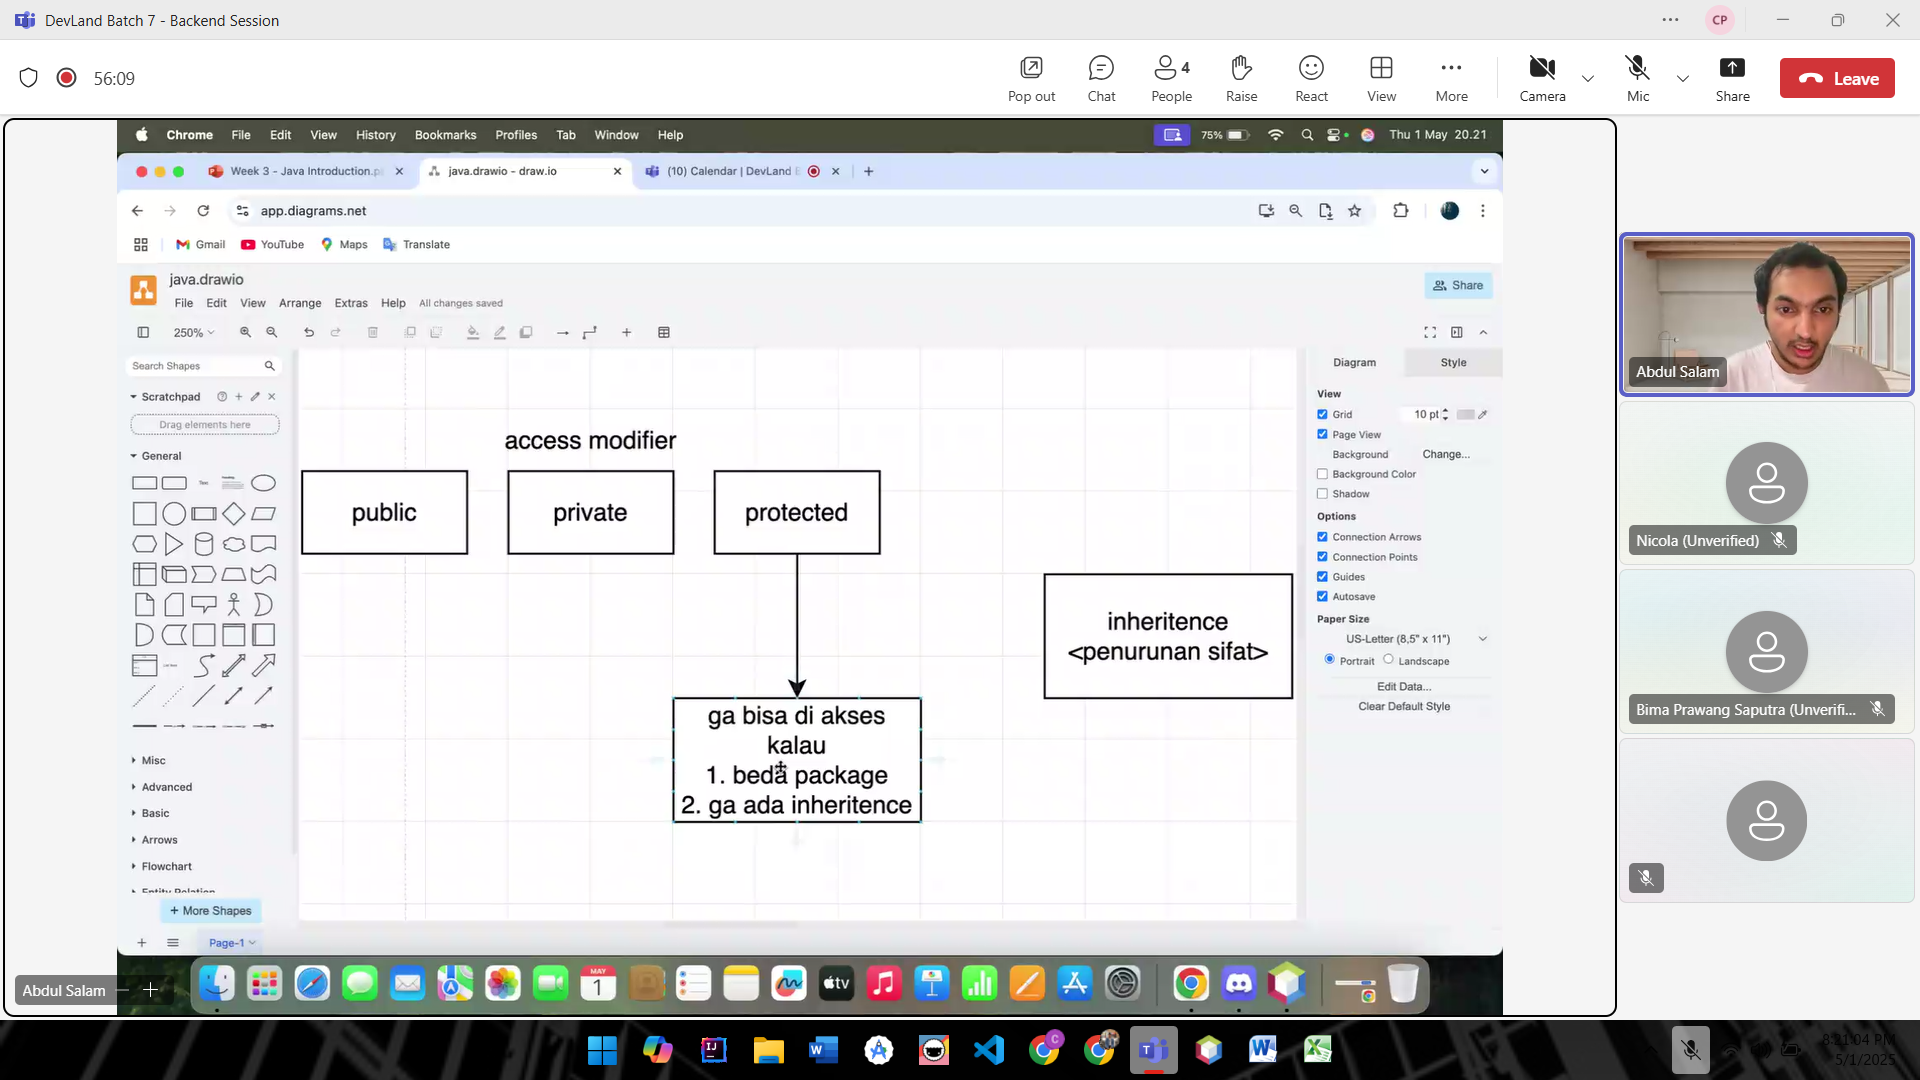 DevLand Batch 7 - Backend Session
CP
56:09
Pop out
Chat
4
People
Raise
React
View
More
Camera
Mic
Share
Leave
Chrome File Edit View History Bookmarks Profiles Tab Window Help
75%
Thu 1 May 20.21
Week 3 - Java Introduction.p
java.drawio - draw.io
(10) Calendar | DevLand
app.diagrams.net
Gmail
YouTube
Maps
Translate
java.drawio
File Edit View Arrange Extras Help All changes saved
Share
250%
Search Shapes
Scratchpad
Drag elements here
General
Text
Heading
List Item
Misc
Advanced
Basic
Arrows
Flowchart
Entity Relation
+ More Shapes
Page-1
access modifier
public
private
protected
inheritence
<penurunan sifat>
ga bisa di akses
kalau
1. beda package
2. ga ada inheritence
Diagram
Style
View
Grid
10 pt
Page View
Background
Change...
Background Color
Shadow
Options
Connection Arrows
Connection Points
Guides
Autosave
Paper Size
US-Letter (8,5" x 11")
Portrait
Landscape
Edit Data...
Clear Default Style
Abdul Salam
Nicola (Unverified)
Bima Prawang Saputra (Unverifi...
Abdul Salam
MAY
1
tv
8:21:04 PM
5/1/2025